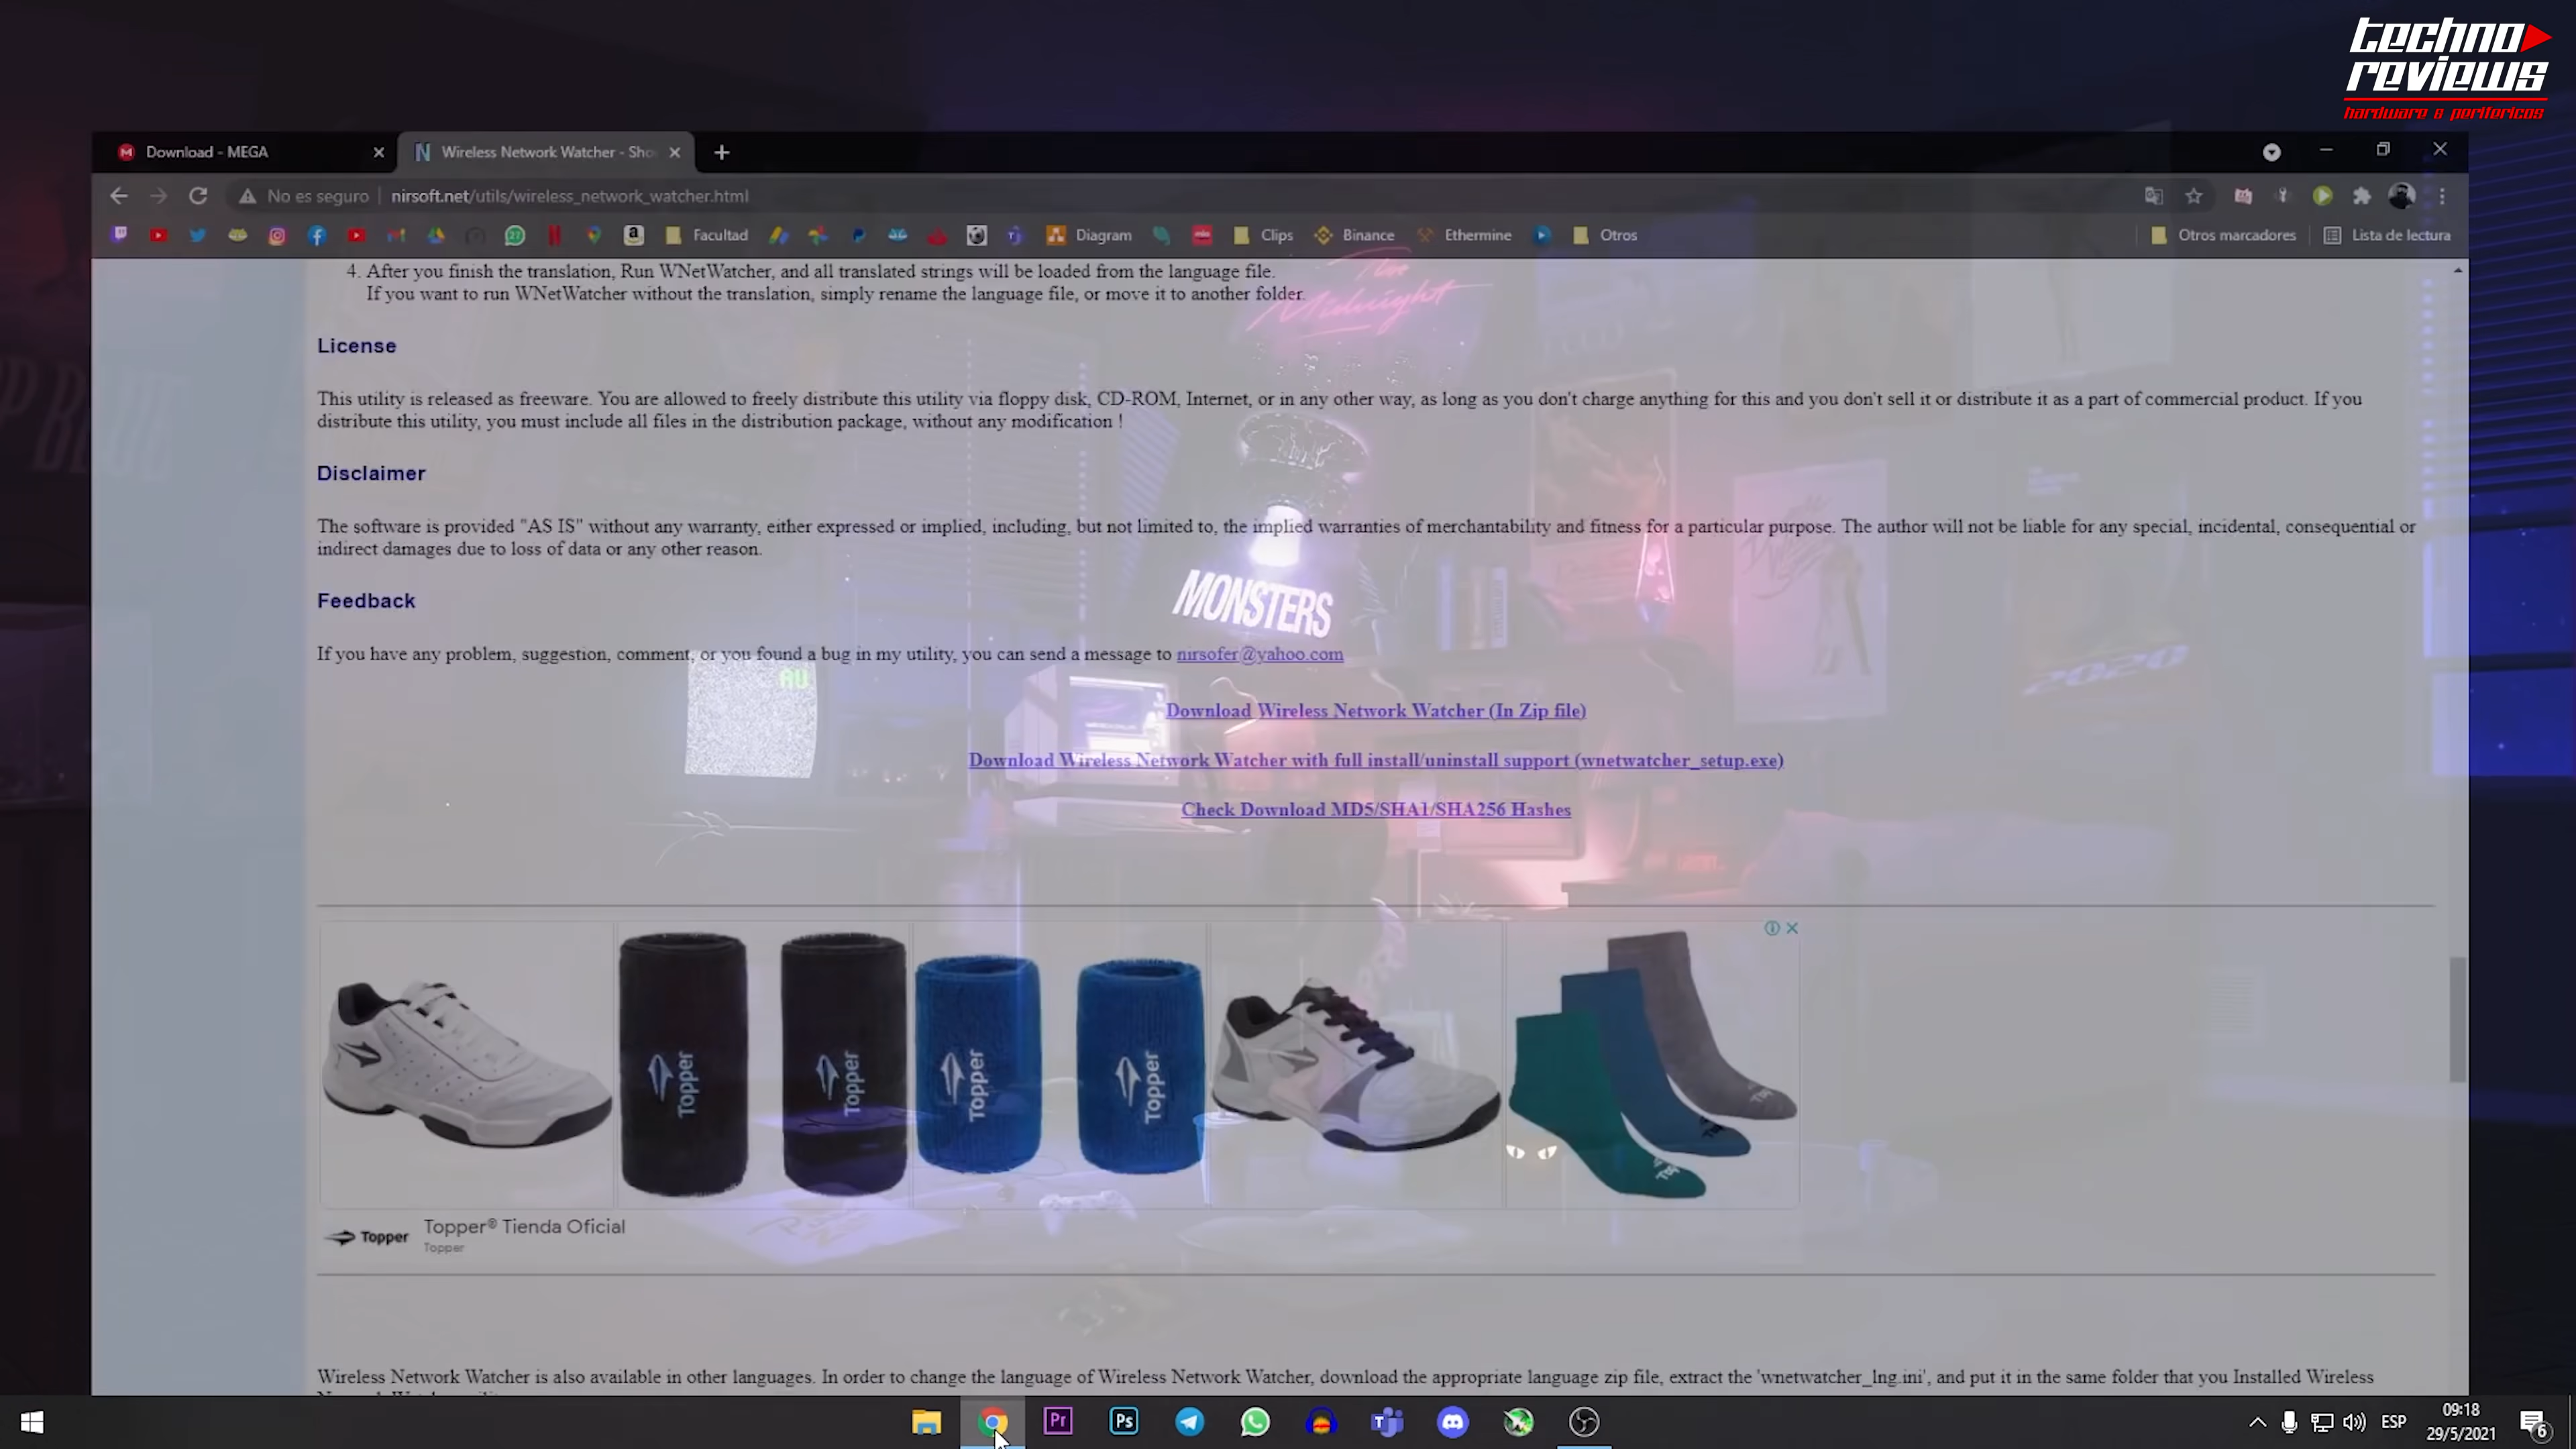 techno
reviews
hardware & perifericos
Download - MEGA
Wireless Network Watcher - Sho
No es seguro | nirsoft.net/utils/wireless_network_watcher.html
Facultad
Diagram
Clips
Binance
Ethermine
Otros
Otros marcadores
Lista de lectura
4. After you finish the translation, Run WNetWatcher, and all translated strings will be loaded from the language file.
If you want to run WNetWatcher without the translation, simply rename the language file, or move it to another folder.
The
Midnight
License
This utility is released as freeware. You are allowed to freely distribute this utility via floppy disk, CD-ROM, Internet, or in any other way, as long as you don't charge anything for this and you don't sell it or distribute it as a part of commercial product. If you
distribute this utility, you must include all files in the distribution package, without any modification !
Disclaimer
The software is provided "AS IS" without any warranty, either expressed or implied, including, but not limited to, the implied warranties of merchantability and fitness for a particular purpose. The author will not be liable for any special, incidental, consequential or
indirect damages due to loss of data or any other reason.
MONSTERS
Feedback
If you have any problem, suggestion, comment, or you found a bug in my utility, you can send a message to nirsofer@yahoo.com
AU
2020
Download Wireless Network Watcher (In Zip file)
Download Wireless Network Watcher with full install/uninstall support (wnetwatcher_setup.exe)
Check Download MD5/SHA1/SHA256 Hashes
Topper
Topper
Topper
Topper
Topper
Topper® Tienda Oficial
Topper
Wireless Network Watcher is also available in other languages. In order to change the language of Wireless Network Watcher, download the appropriate language zip file, extract the 'wnetwatcher_lng.ini', and put it in the same folder that you Installed Wireless
Pr
Ps
ESP
09:18
29/5/2021
6